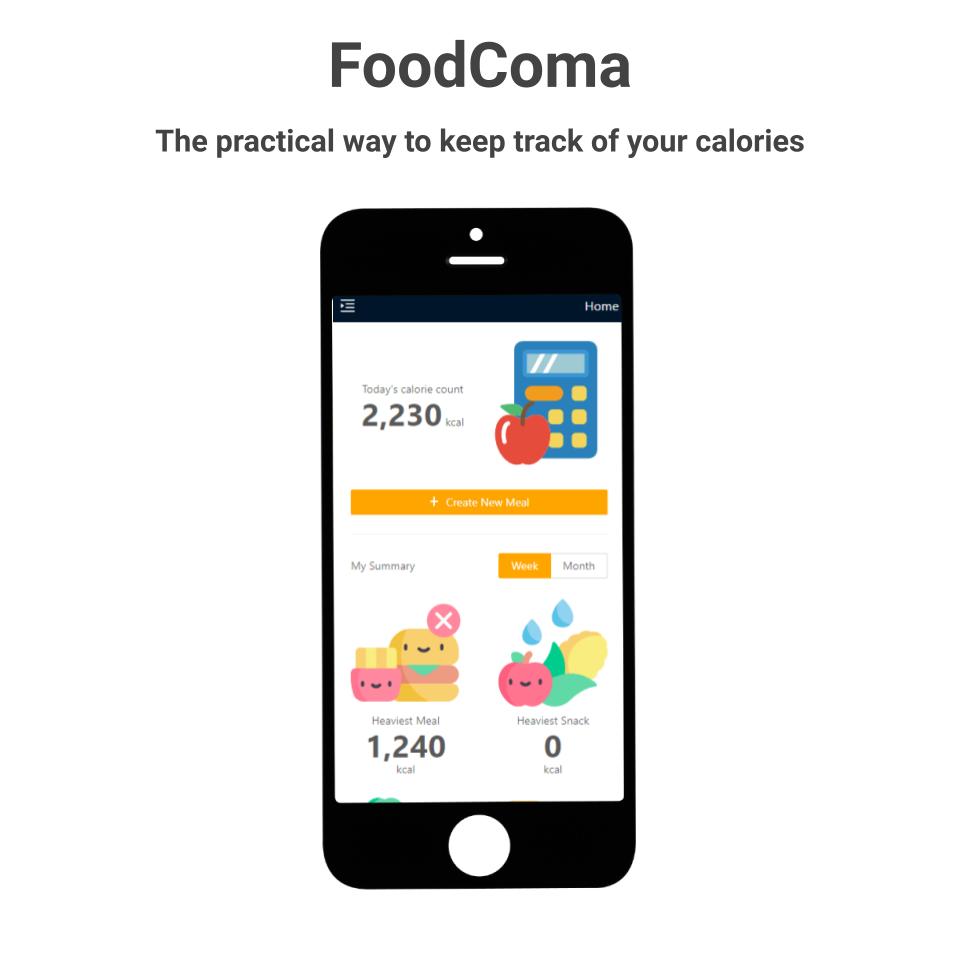 FoodComa
The practical way to keep track of your calories
Home
Today's calorie count
2,230 kcal
+ Create New Meal
My Summary
Week Month
Heaviest Meal
Heaviest Snack
1,240
0
kcal
kcal